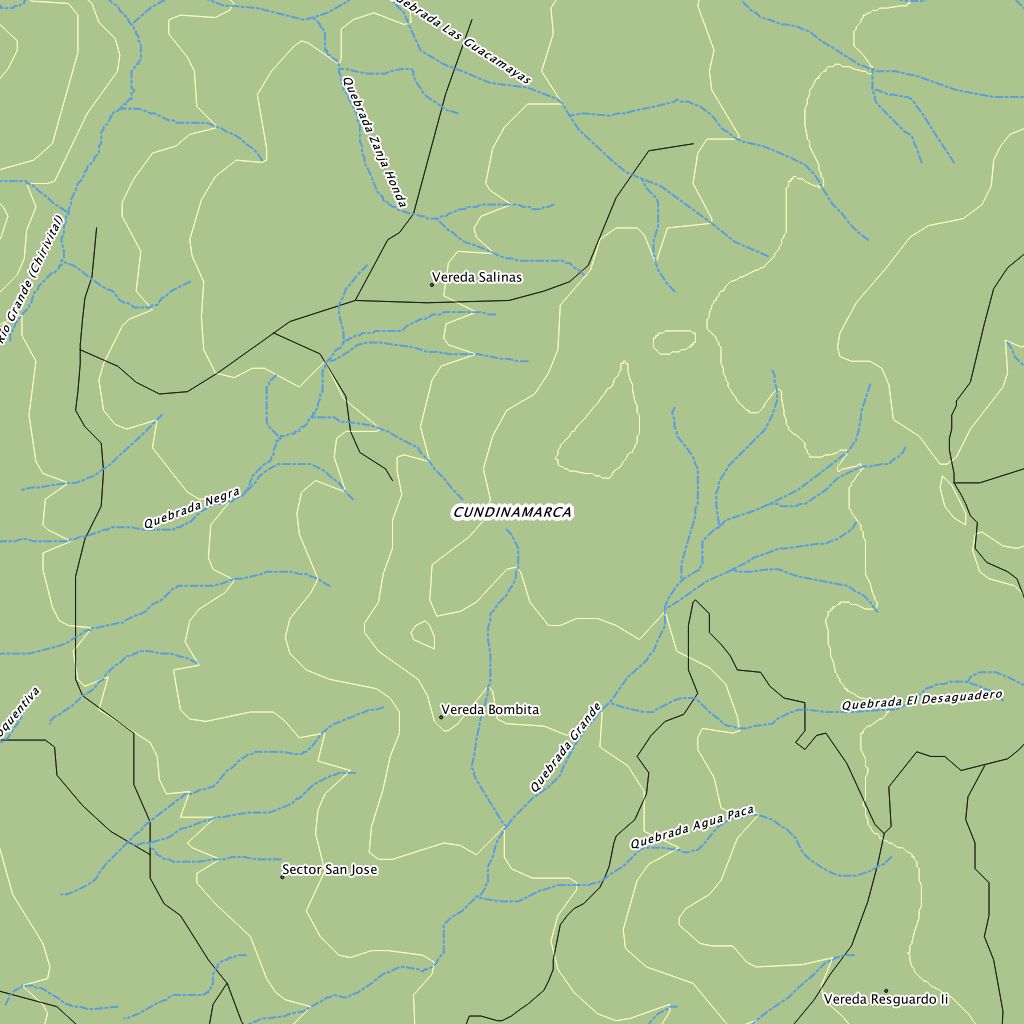 Quebrada Las Guacamayas
Quebrada Zanja Honda
Río Grande (Chirivital)
Vereda Salinas
Quebrada Negra
CUNDINAMARCA
Quebrada El Desaguadero
Vereda Bombita
Quebrada Grande
Quebrada Agua Paca
Sector San Jose
Vereda Resguardo Ii